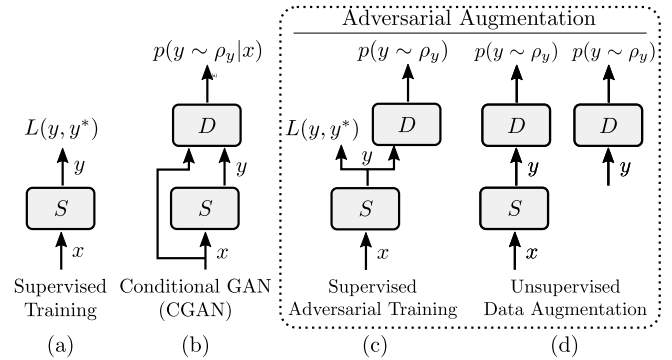 Adversarial Augmentation
p(y ∼ ρ_y|x)
p(y ∼ ρ_y)
p(y ∼ ρ_y)
p(y ∼ ρ_y)
D
D
D
D
L(y, y*)
L(y, y*)
y
y
y
y
y
S
S
S
S
x
x
x
x
Supervised
Training
Conditional GAN
(CGAN)
Supervised
Adversarial Training
Unsupervised
Data Augmentation
(a)
(b)
(c)
(d)